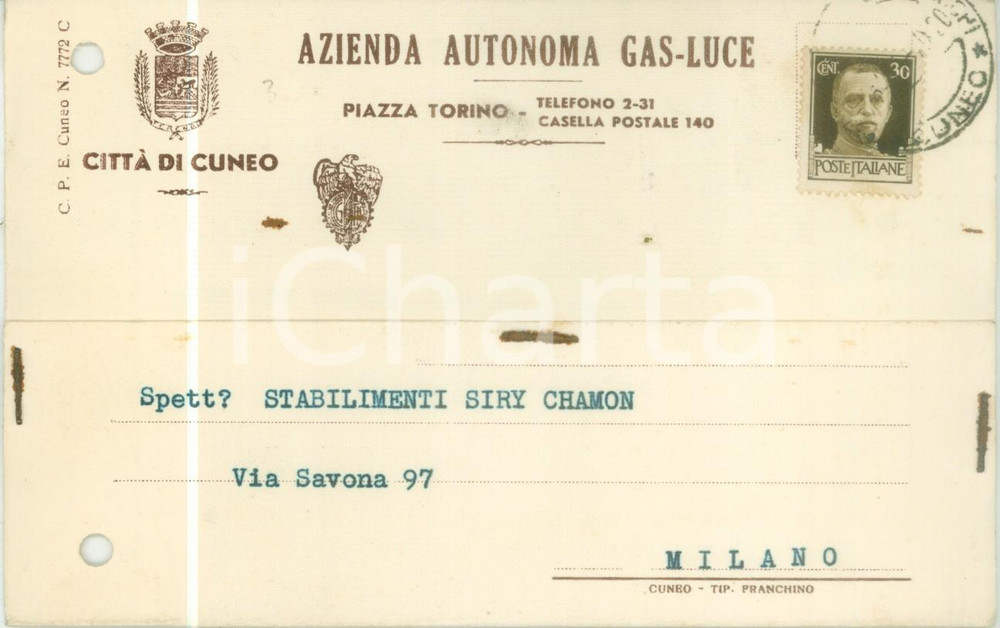 C. P. E. Cuneo N. 7772 C
CITTÀ DI CUNEO
AZIENDA AUTONOMA GAS-LUCE
PIAZZA TORINO - TELEFONO 2-31
CASELLA POSTALE 140
CENT. 30
POSTE ITALIANE
CUNEO *
iCharta
Spett? STABILIMENTI SIRY CHAMON
Via Savona 97
MILANO
CUNEO - TIP. FRANCHINO